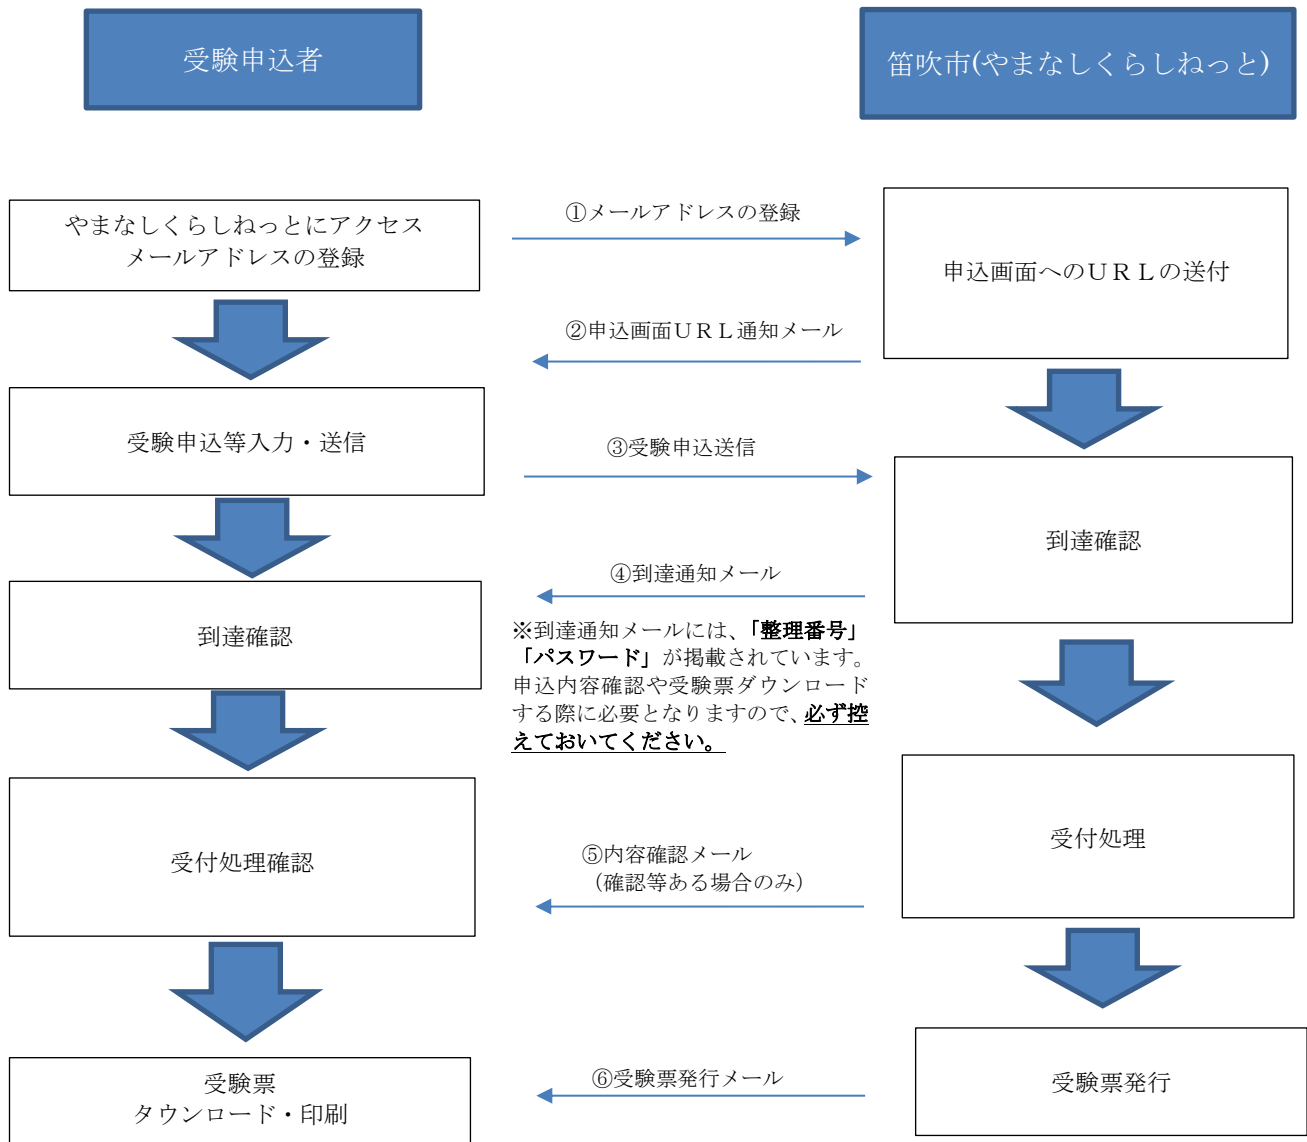 受験申込者
笛吹市(やまなしくらしねっと)
やまなしくらしねっとにアクセス
メールアドレスの登録
①メールアドレスの登録
申込画面へのＵＲＬの送付
②申込画面ＵＲＬ通知メール
受験申込等入力・送信
③受験申込送信
到達確認
④到達通知メール
到達確認
※到達通知メールには、「整理番号」
「パスワード」が掲載されています。
申込内容確認や受験票ダウンロード
する際に必要となりますので、必ず控
えておいてください。
受付処理確認
⑤内容確認メール
（確認等ある場合のみ）
受付処理
受験票
タウンロード・印刷
⑥受験票発行メール
受験票発行